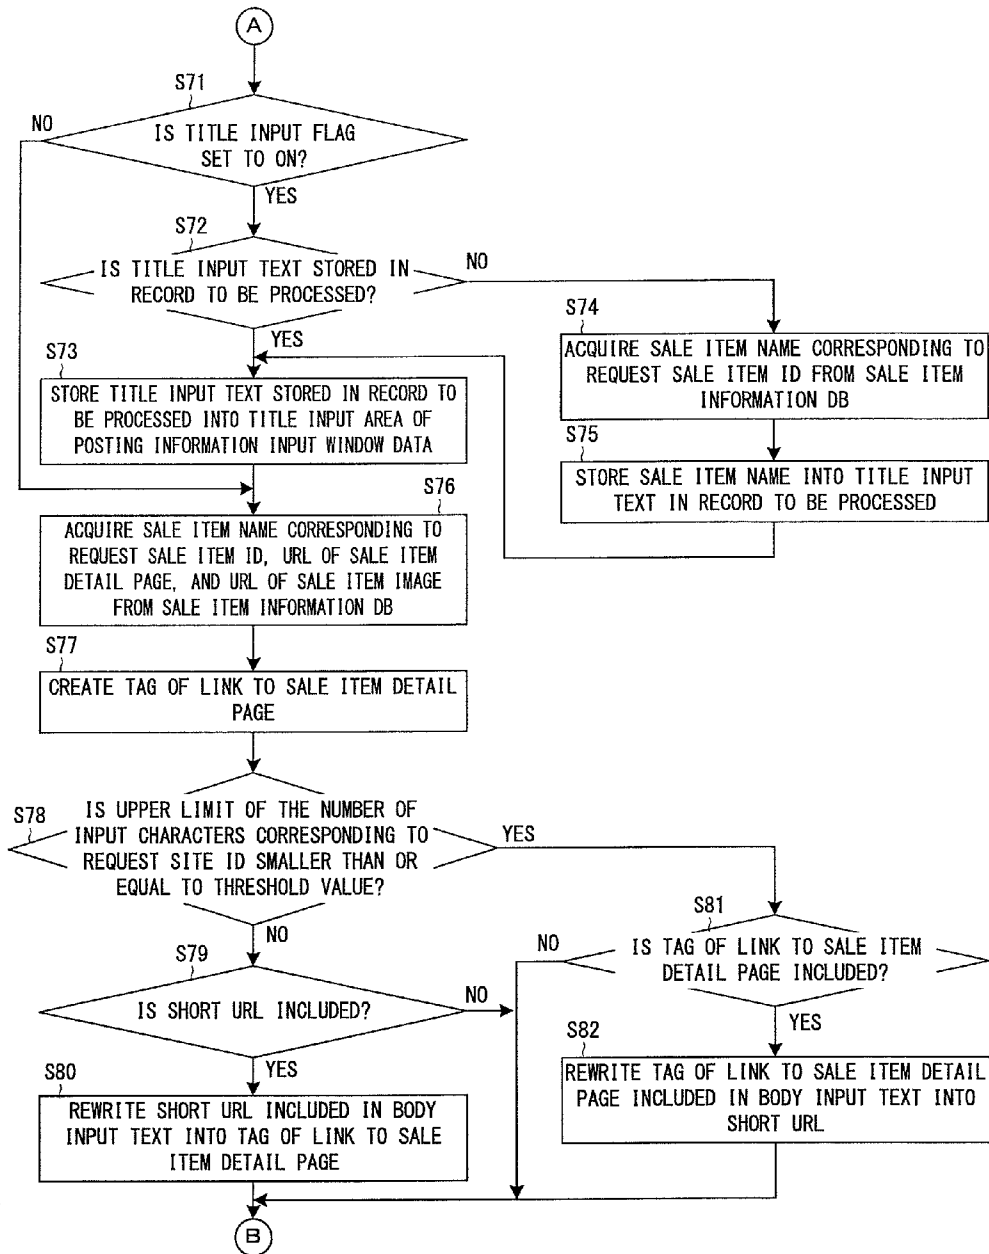 A
S71
NO
IS TITLE INPUT FLAG
SET TO ON?
YES
S72
IS TITLE INPUT TEXT STORED IN
RECORD TO BE PROCESSED?
NO
YES
S74
ACQUIRE SALE ITEM NAME CORRESPONDING TO
REQUEST SALE ITEM ID FROM SALE ITEM
INFORMATION DB
S73
STORE TITLE INPUT TEXT STORED IN RECORD TO
BE PROCESSED INTO TITLE INPUT AREA OF
POSTING INFORMATION INPUT WINDOW DATA
S75
STORE SALE ITEM NAME INTO TITLE INPUT
TEXT IN RECORD TO BE PROCESSED
S76
ACQUIRE SALE ITEM NAME CORRESPONDING TO
REQUEST SALE ITEM ID, URL OF SALE ITEM
DETAIL PAGE, AND URL OF SALE ITEM IMAGE
FROM SALE ITEM INFORMATION DB
S77
CREATE TAG OF LINK TO SALE ITEM DETAIL
PAGE
S78
IS UPPER LIMIT OF THE NUMBER OF
INPUT CHARACTERS CORRESPONDING TO
REQUEST SITE ID SMALLER THAN OR
EQUAL TO THRESHOLD VALUE?
YES
NO
S81
NO
IS TAG OF LINK TO SALE ITEM
DETAIL PAGE INCLUDED?
YES
S79
IS SHORT URL INCLUDED?
NO
YES
S82
REWRITE TAG OF LINK TO SALE ITEM DETAIL
PAGE INCLUDED IN BODY INPUT TEXT INTO
SHORT URL
S80
REWRITE SHORT URL INCLUDED IN BODY
INPUT TEXT INTO TAG OF LINK TO SALE
ITEM DETAIL PAGE
B